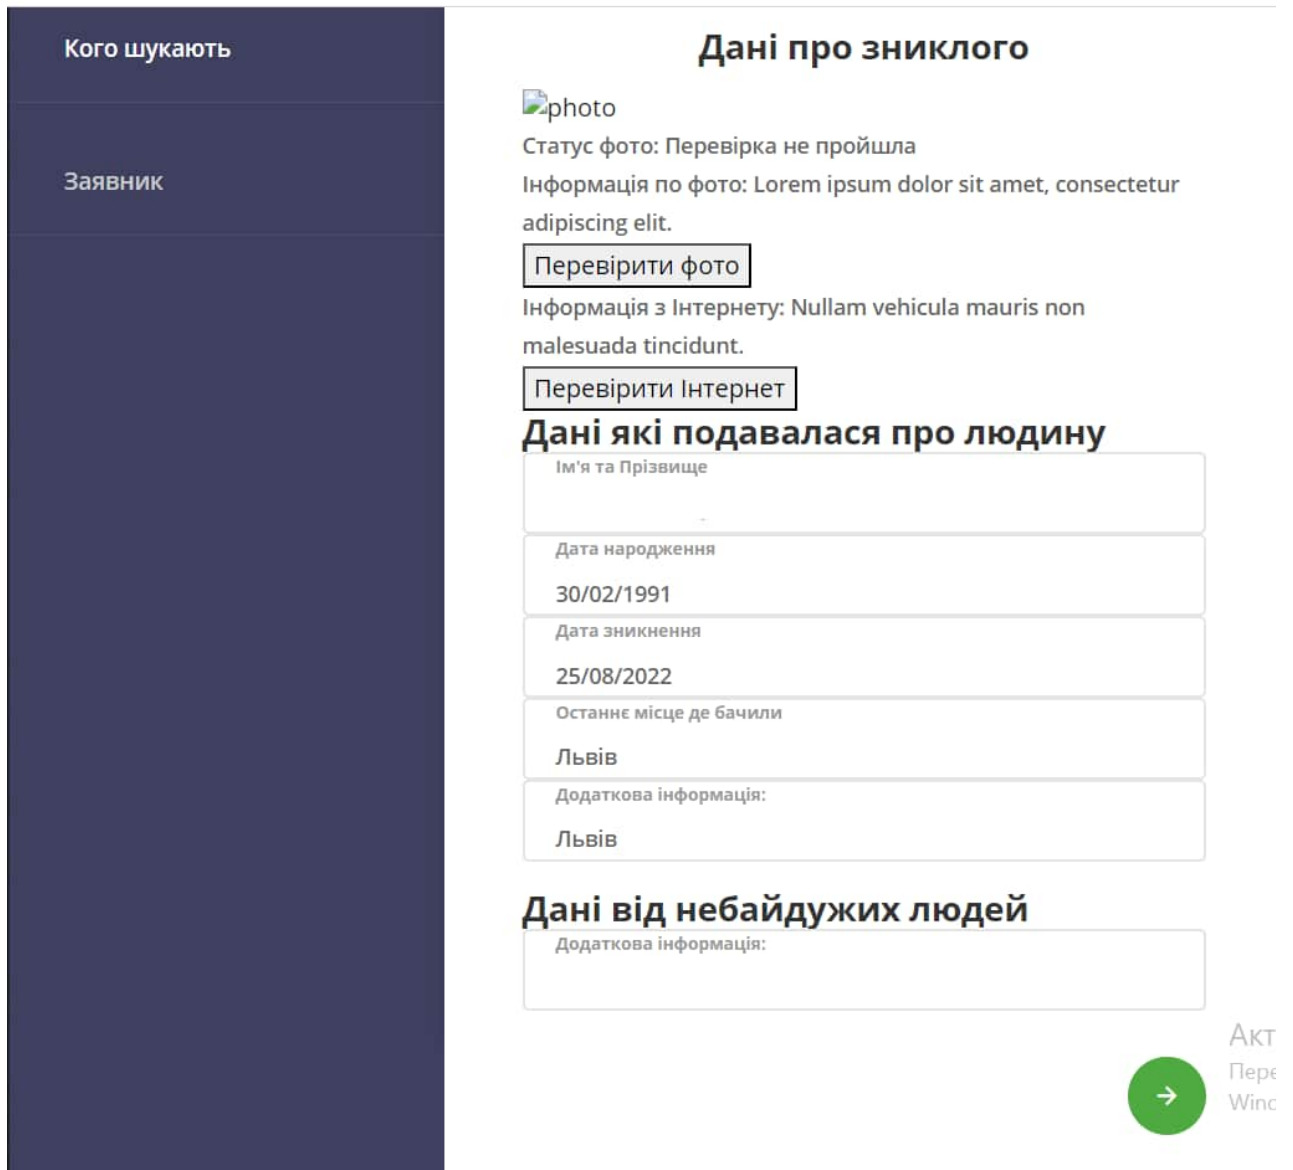 Кого шукають
Заявник
Дані про зниклого
photo
Статус фото: Перевірка не пройшла
Інформація по фото: Lorem ipsum dolor sit amet, consectetur
adipiscing elit.
Перевірити фото
Інформація з Інтернету: Nullam vehicula mauris non
malesuada tincidunt.
Перевірити Інтернет
Дані які подавалася про людину
Ім'я та Прізвище
Дата народження
30/02/1991
Дата зникнення
25/08/2022
Останнє місце де бачили
Львів
Додаткова інформація:
Львів
Дані від небайдужих людей
Додаткова інформація:
Акт
Пере
Winc